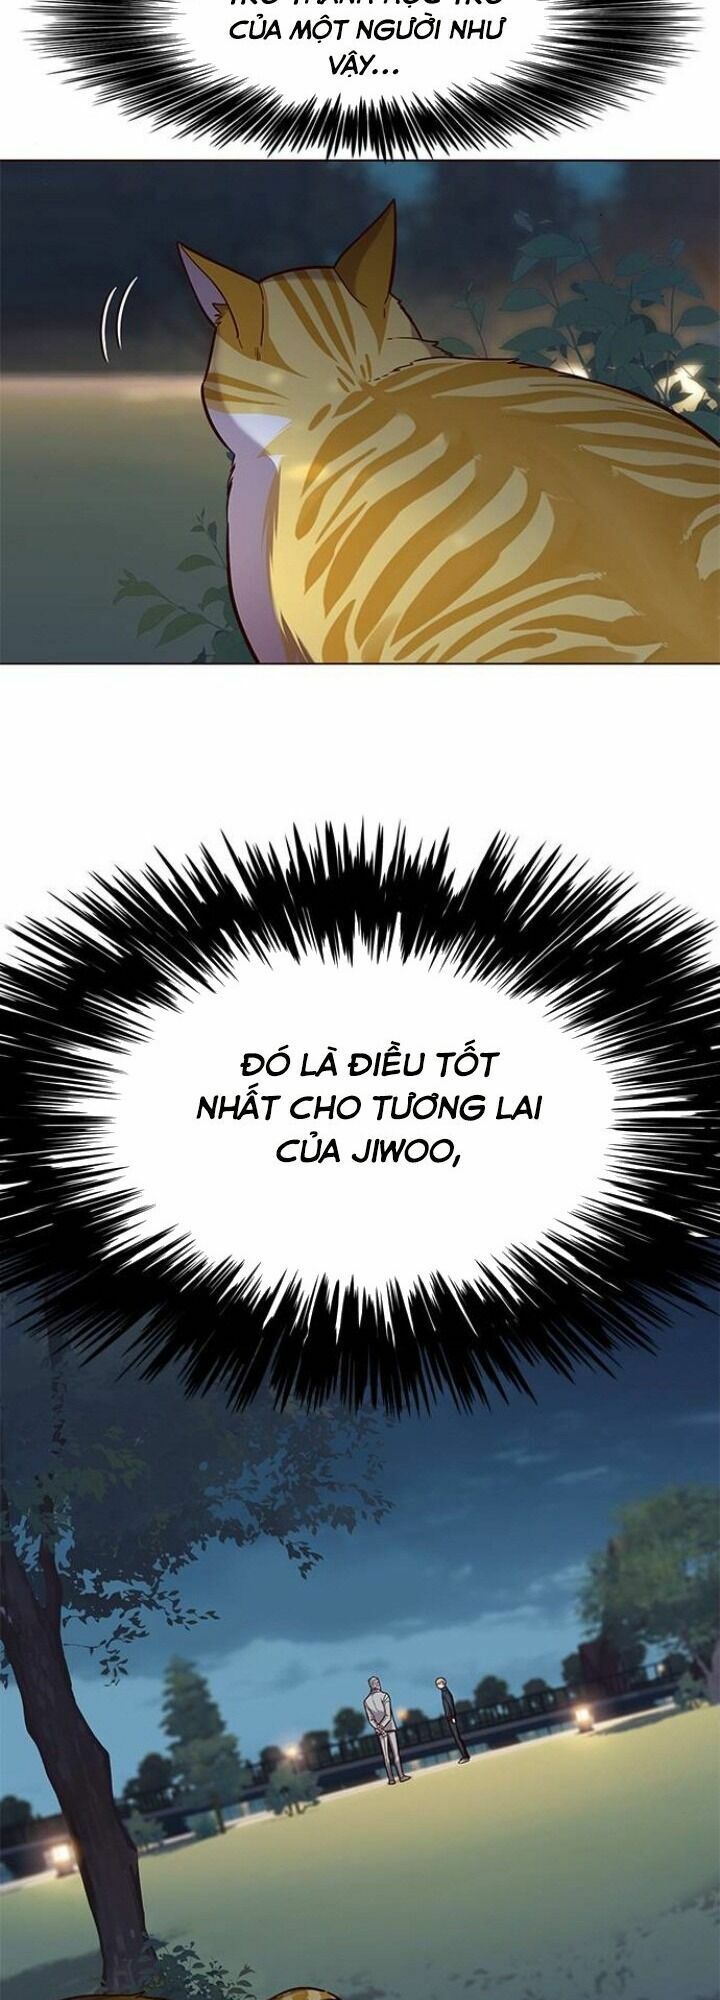 CỦA MỘT NGƯỜI NHƯ
VẬY...
ĐÓ LÀ ĐIỀU TỐT
NHẤT CHO TƯƠNG LAI
CỦA JIWOO,